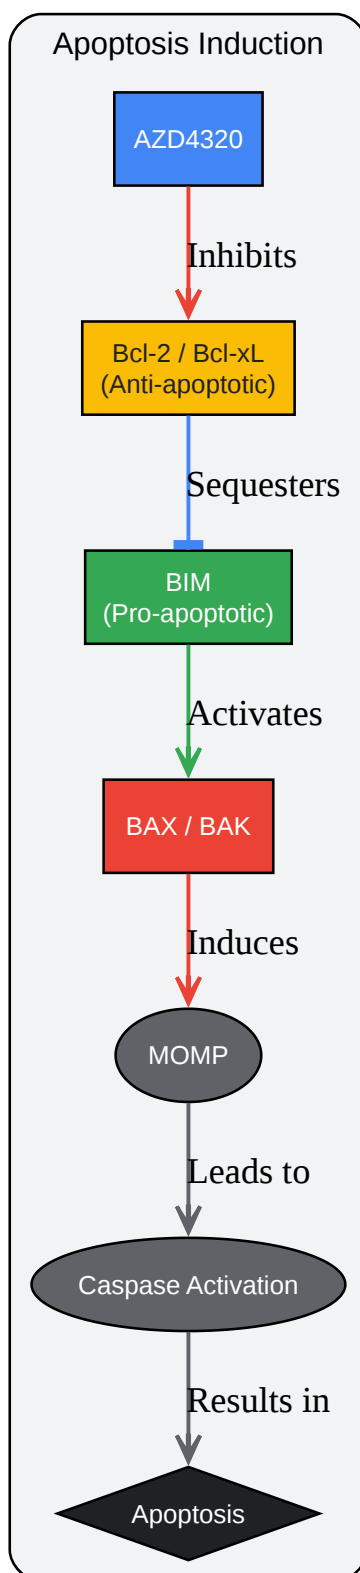 Apoptosis Induction
AZD4320
Inhibits
Bcl-2 / Bcl-xL
(Anti-apoptotic)
Sequesters
BIM
(Pro-apoptotic)
Activates
BAX / BAK
Induces
MOMP
Leads to
Caspase Activation
Results in
Apoptosis